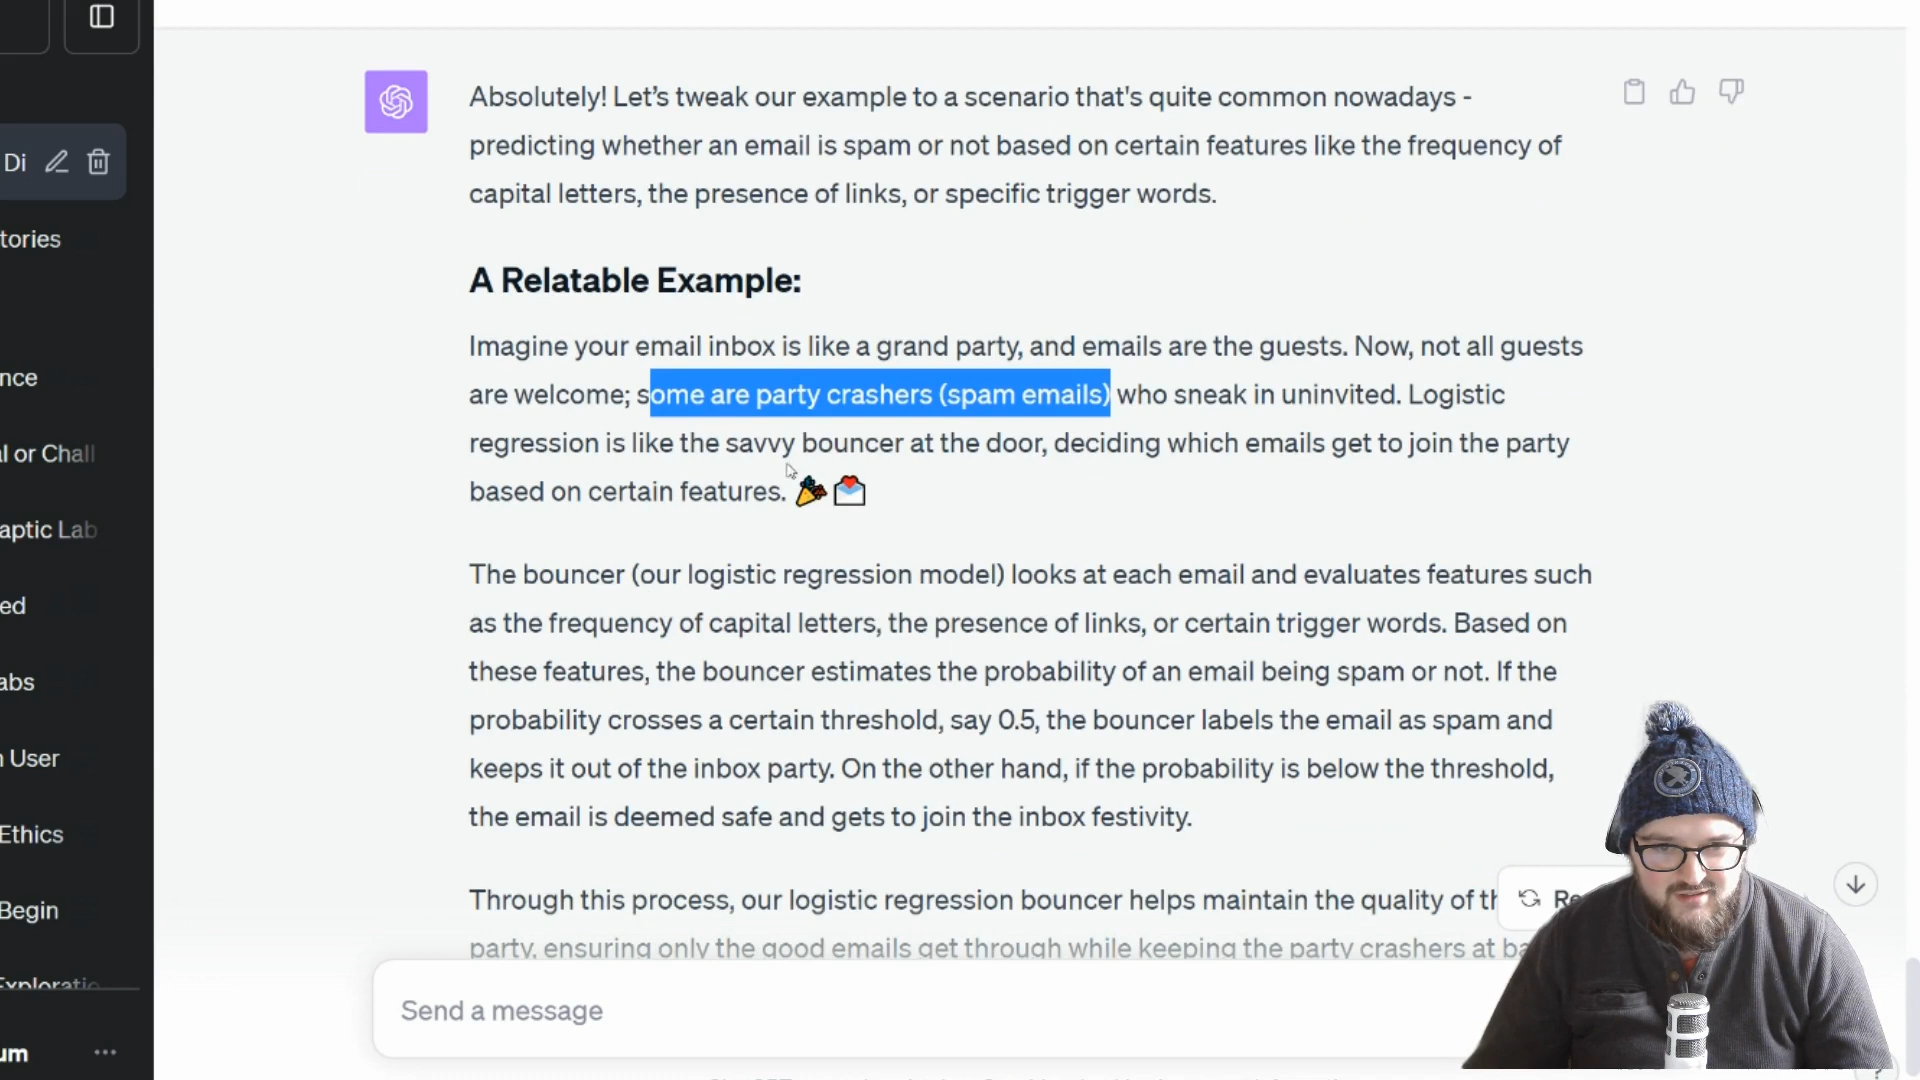 Absolutely! Let's tweak our example to a scenario that's quite common nowadays -
predicting whether an email is spam or not based on certain features like the frequency of
capital letters, the presence of links, or specific trigger words.
A Relatable Example:
Imagine your email inbox is like a grand party, and emails are the guests. Now, not all guests
are welcome; some are party crashers (spam emails) who sneak in uninvited. Logistic
regression is like the savvy bouncer at the door, deciding which emails get to join the party
based on certain features. 🎉💌
The bouncer (our logistic regression model) looks at each email and evaluates features such
as the frequency of capital letters, the presence of links, or certain trigger words. Based on
these features, the bouncer estimates the probability of an email being spam or not. If the
probability crosses a certain threshold, say 0.5, the bouncer labels the email as spam and
keeps it out of the inbox party. On the other hand, if the probability is below the threshold,
the email is deemed safe and gets to join the inbox festivity.
Through this process, our logistic regression bouncer helps maintain the quality of th
party, ensuring only the good emails get through while keeping the party crashers at ba
Re
Send a message
Di
tories
nce
l or Chall
aptic Lab
ed
abs
n User
Ethics
Begin
Exploratio
um